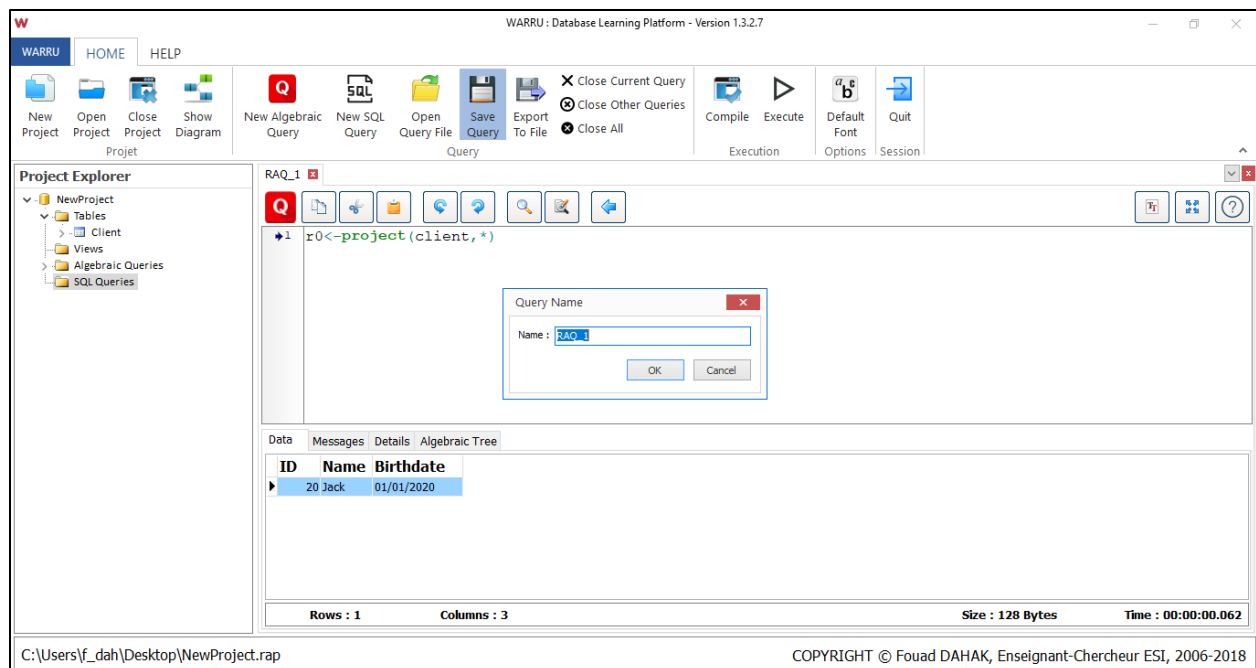 WARRU : Database Learning Platform - Version 1.3.2.7
WARRU HOME HELP
New Project
Open Project
Close Project
Show Diagram
Projet
New Algebraic Query
New SQL Query
Open Query File
Save Query
Export To File
Close Current Query
Close Other Queries
Close All
Query
Compile
Execute
Execution
Default Font
Options
Quit
Session
Project Explorer
NewProject
Tables
Client
Views
Algebraic Queries
SQL Queries
RAQ_1
1 r0<-project(client,*)
Query Name
Name : RAQ_1
OK Cancel
Data Messages Details Algebraic Tree
ID Name Birthdate
20 Jack 01/01/2020
Rows : 1 Columns : 3 Size : 128 Bytes Time : 00:00:00.062
C:\Users\f_dah\Desktop\NewProject.rap COPYRIGHT © Fouad DAHAK, Enseignant-Chercheur ESI, 2006-2018